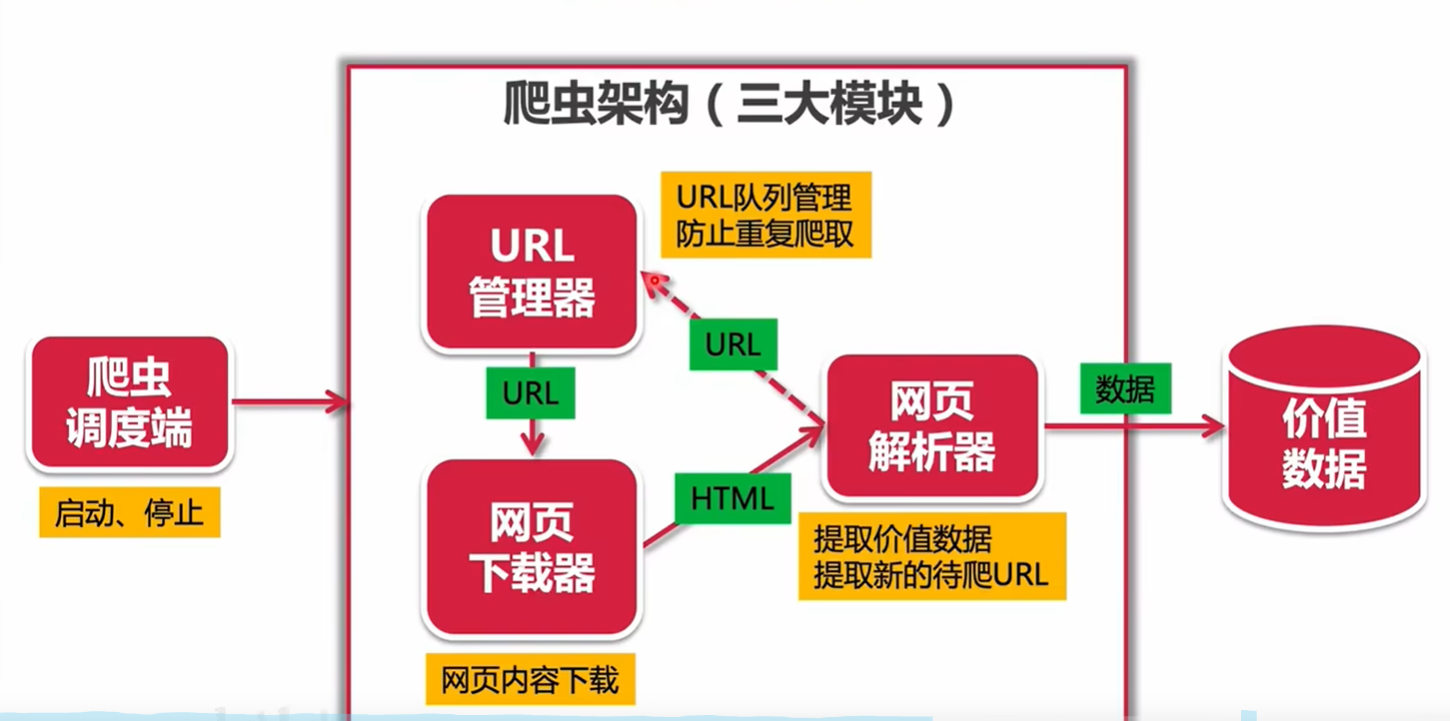 爬虫架构（三大模块）
URL队列管理
防止重复爬取
URL
管理器
URL
URL
爬虫
调度端
启动、停止
网页
解析器
数据
价值
数据
HTML
网页
下载器
提取价值数据
提取新的待爬URL
网页内容下载